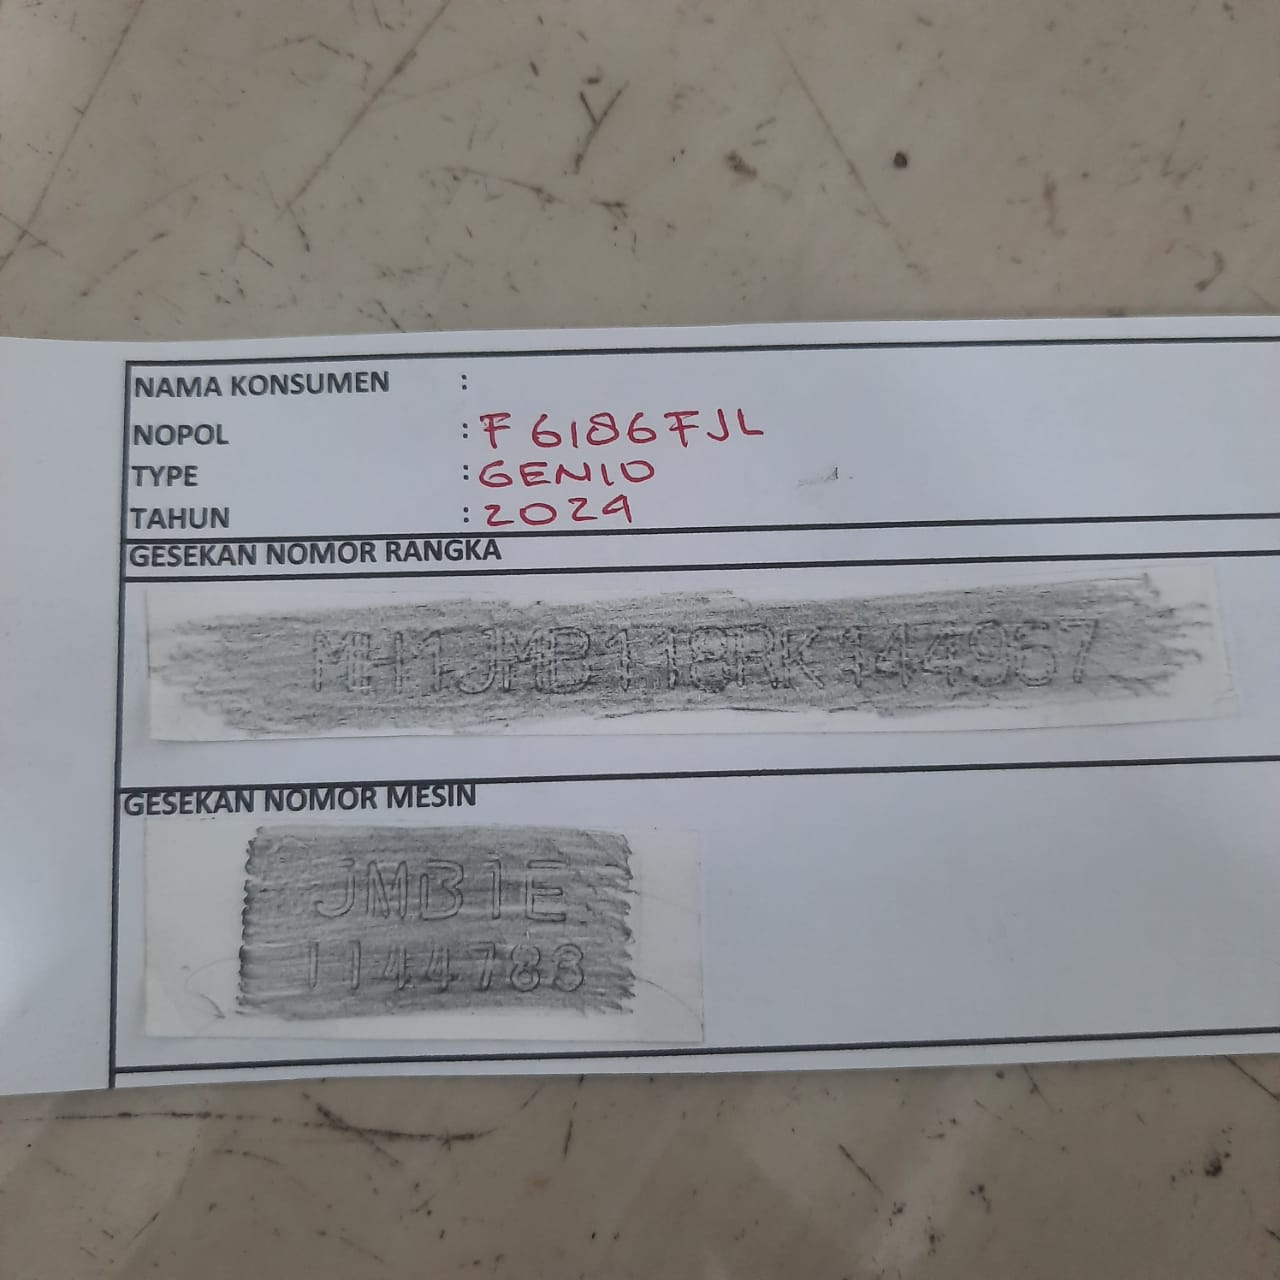 NAMA KONSUMEN :
NOPOL : F 6186 FJL
TYPE : GENIO
TAHUN : 2024
GESEKAN NOMOR RANGKA
MH1JMB118RK144967
GESEKAN NOMOR MESIN
JMB1E
1144788